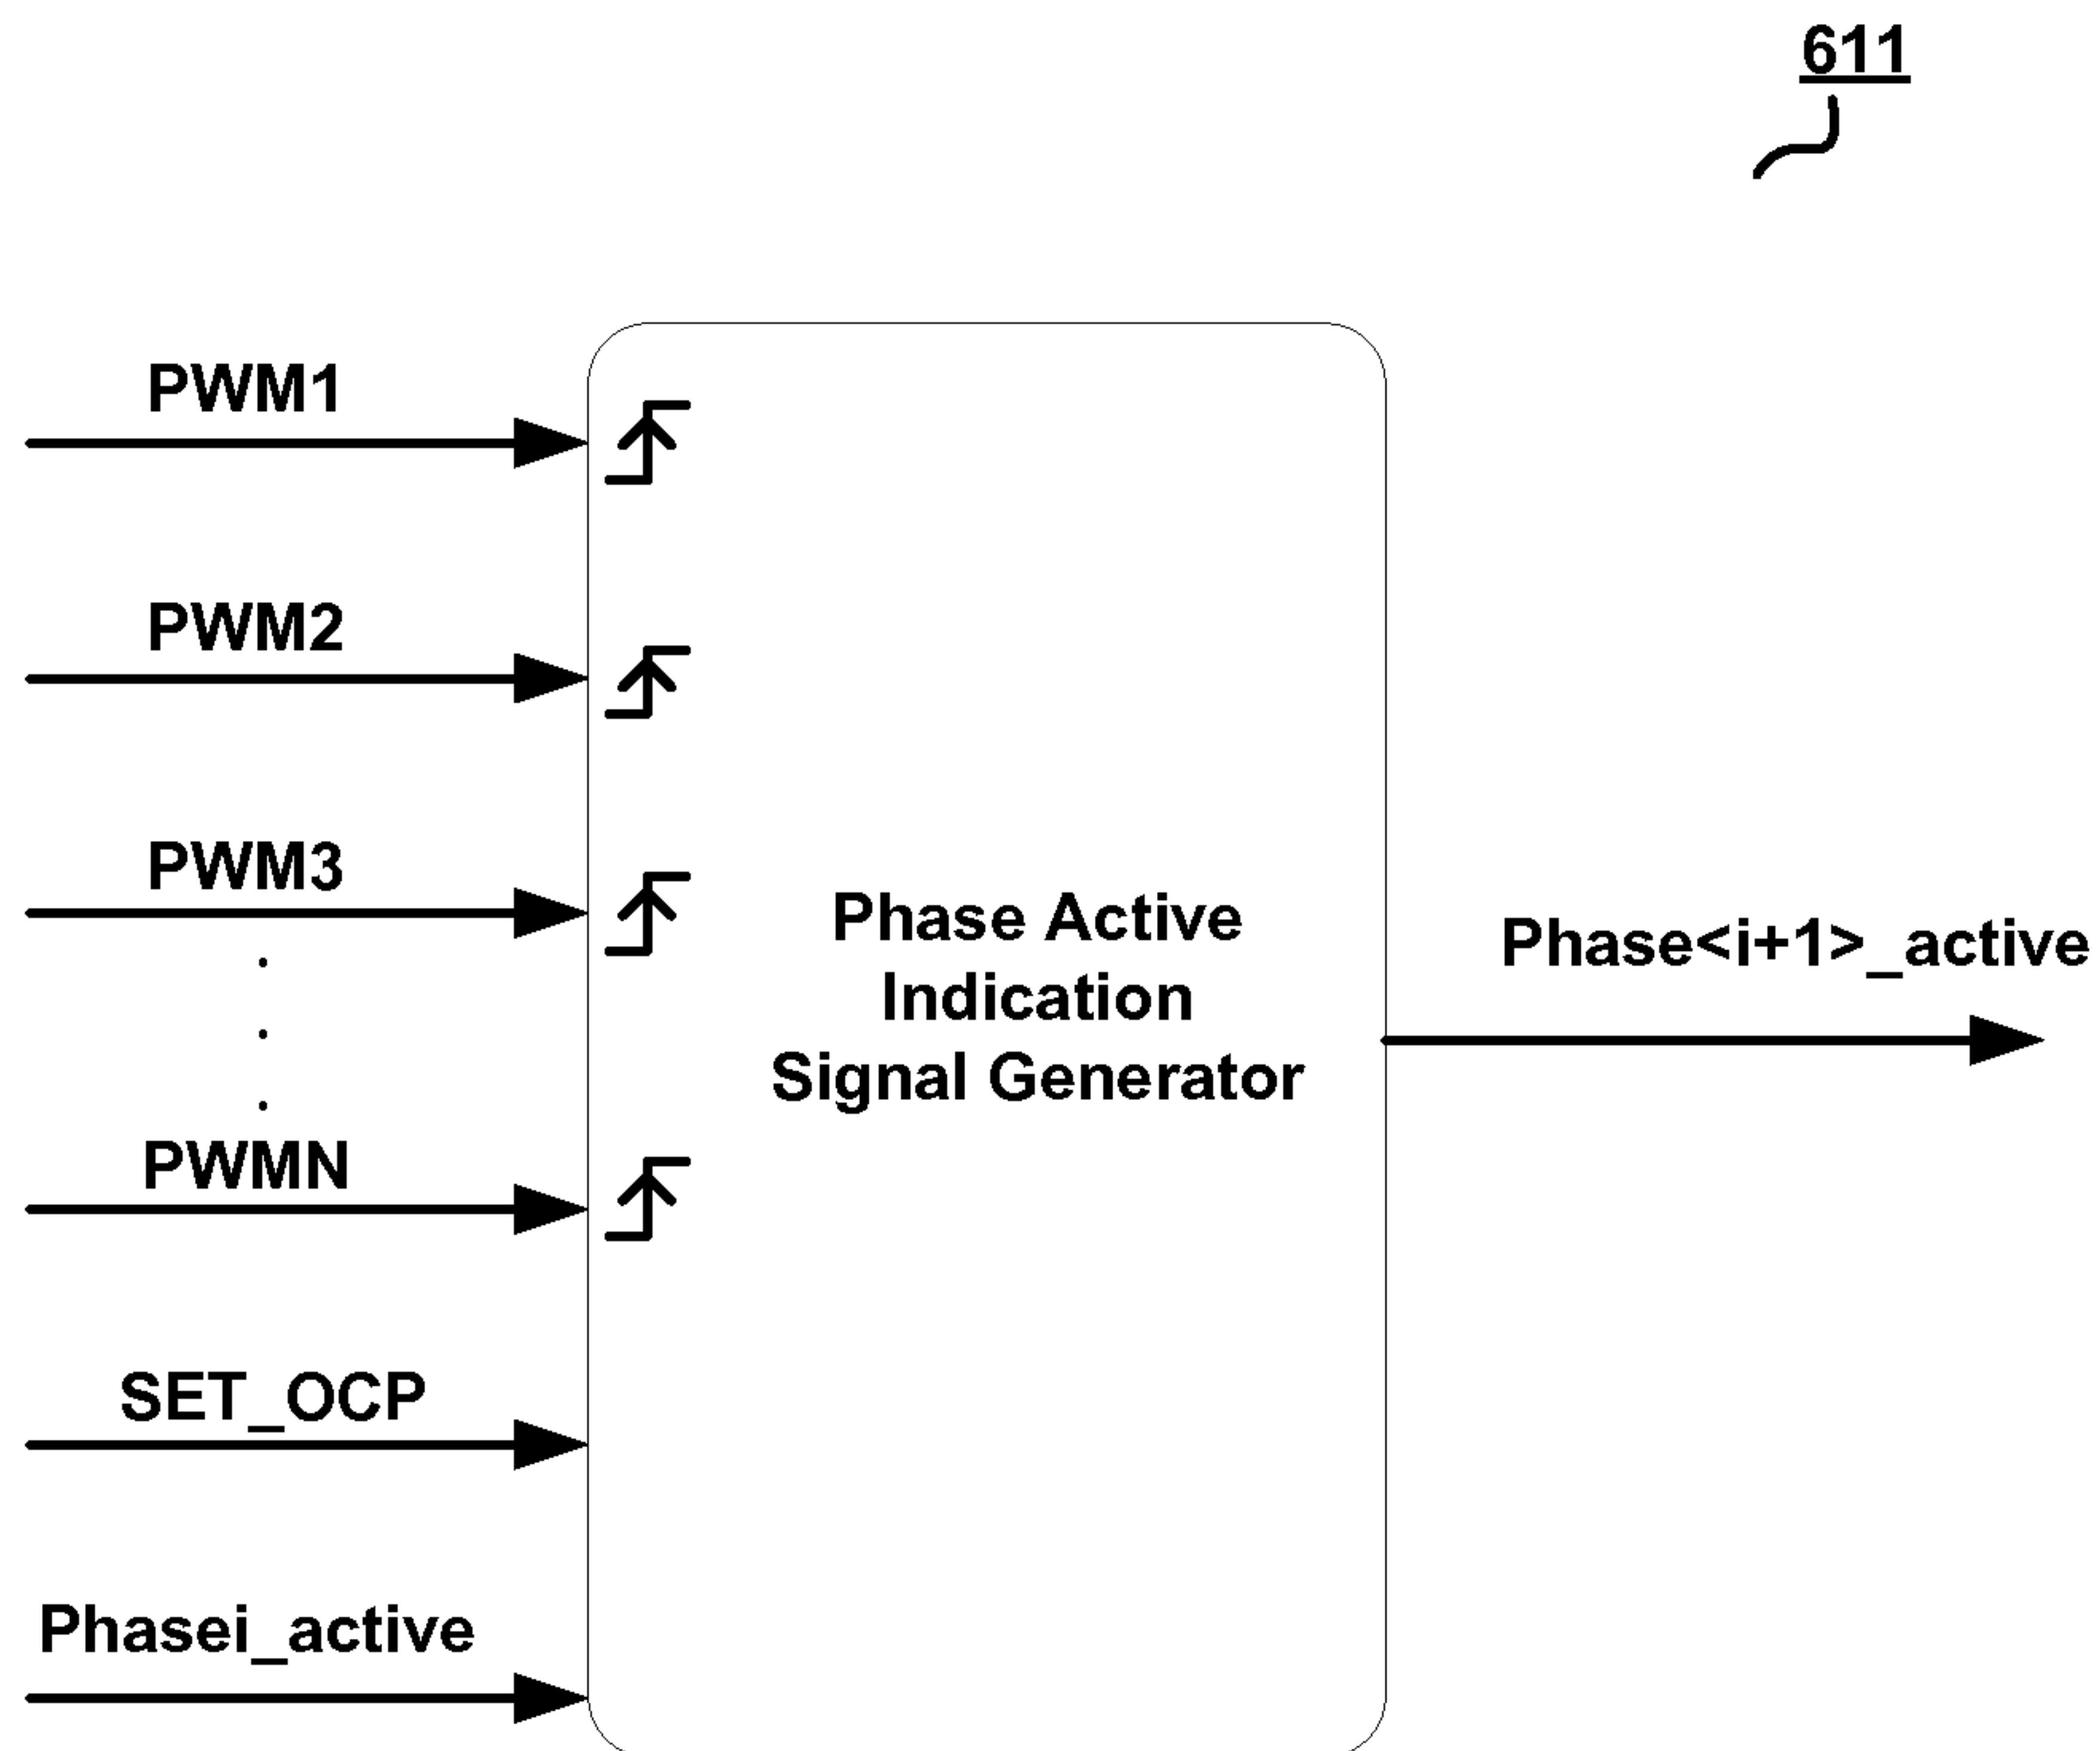 611
PWM1
PWM2
PWM3
PWMN
SET_OCP
Phasei_active
Phase Active
Indication
Signal Generator
Phase<i+1>_active